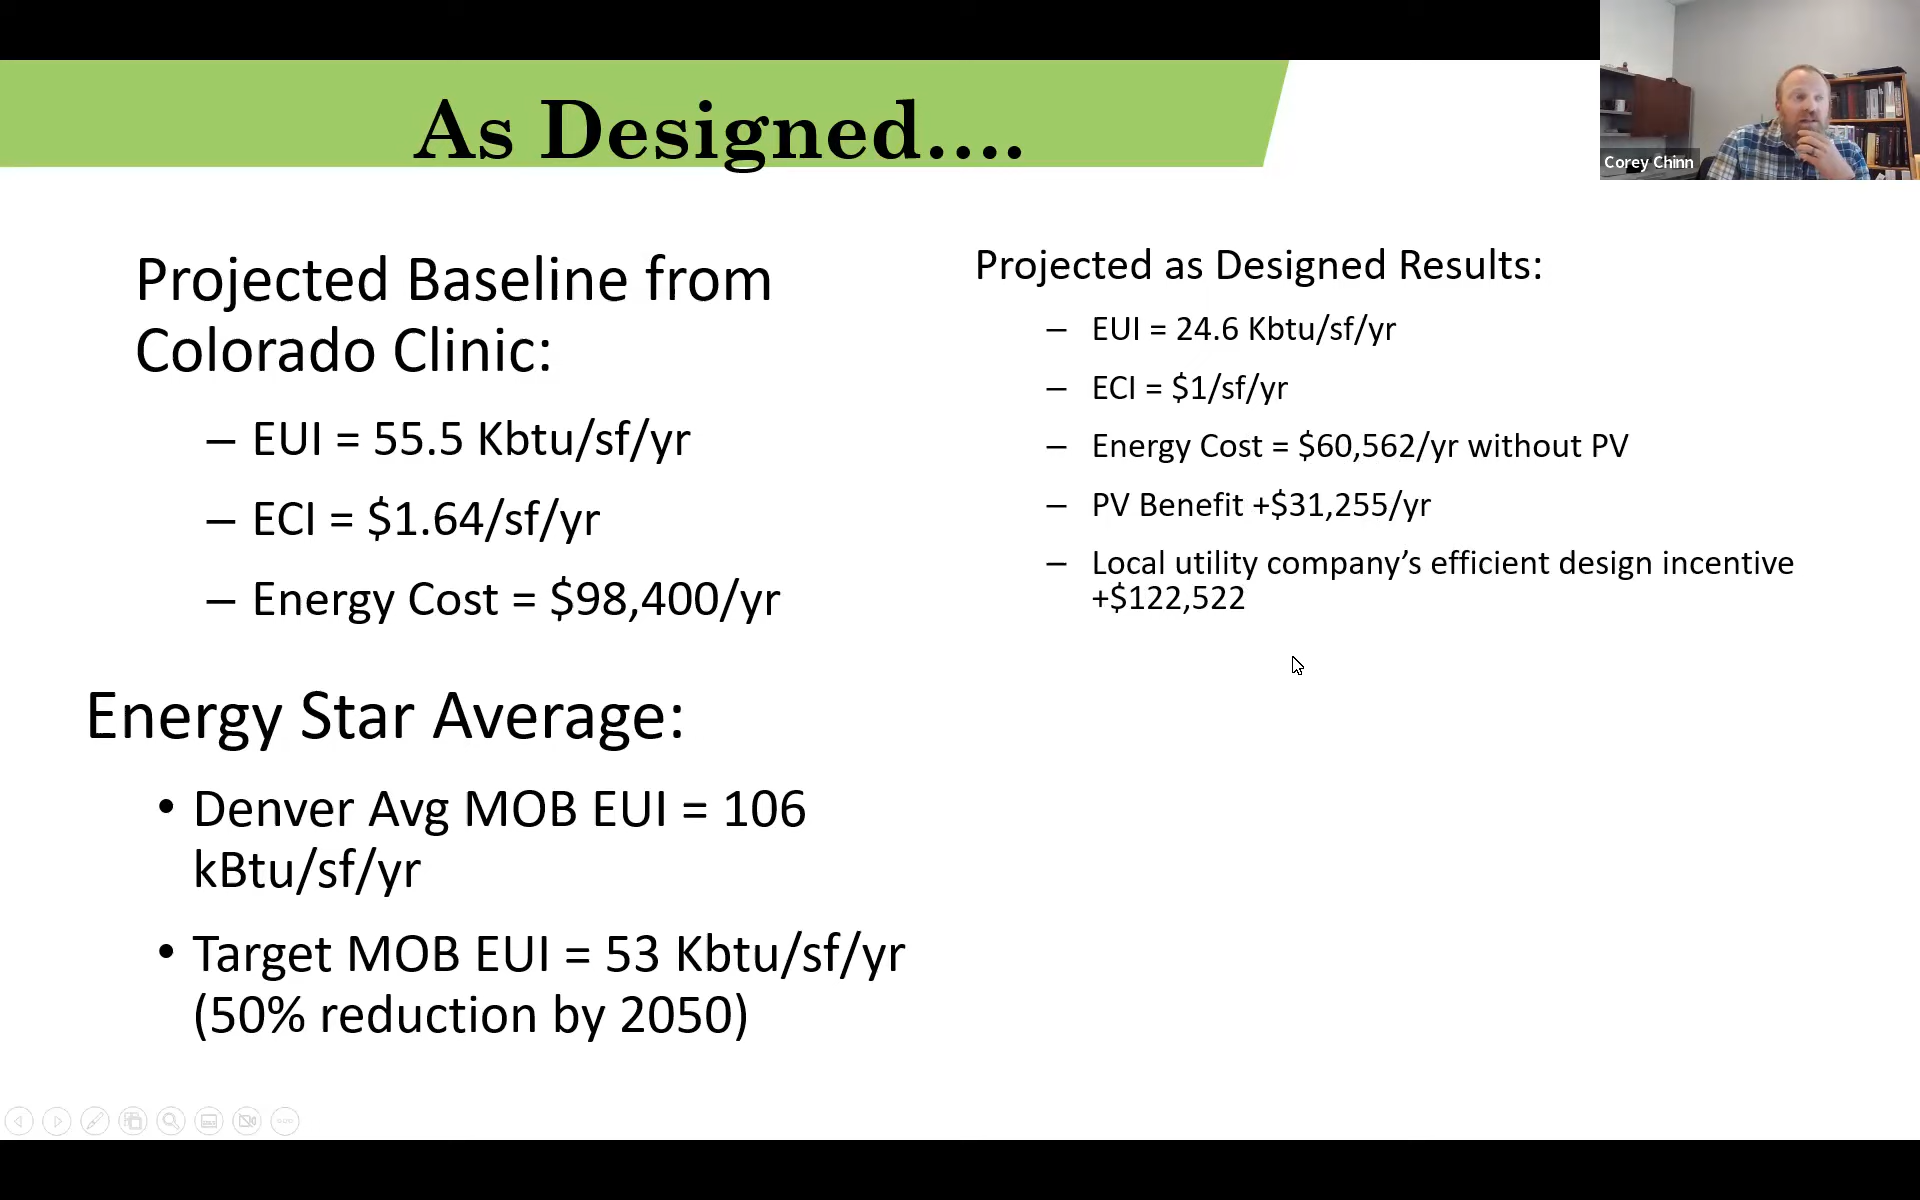 As Designed....
Corey Chinn
Projected Baseline from
Colorado Clinic:
– EUI = 55.5 Kbtu/sf/yr
– ECI = $1.64/sf/yr
– Energy Cost = $98,400/yr
Energy Star Average:
• Denver Avg MOB EUI = 106
kBtu/sf/yr
• Target MOB EUI = 53 Kbtu/sf/yr
(50% reduction by 2050)
Projected as Designed Results:
– EUI = 24.6 Kbtu/sf/yr
– ECI = $1/sf/yr
– Energy Cost = $60,562/yr without PV
– PV Benefit +$31,255/yr
– Local utility company’s efficient design incentive
+$122,522